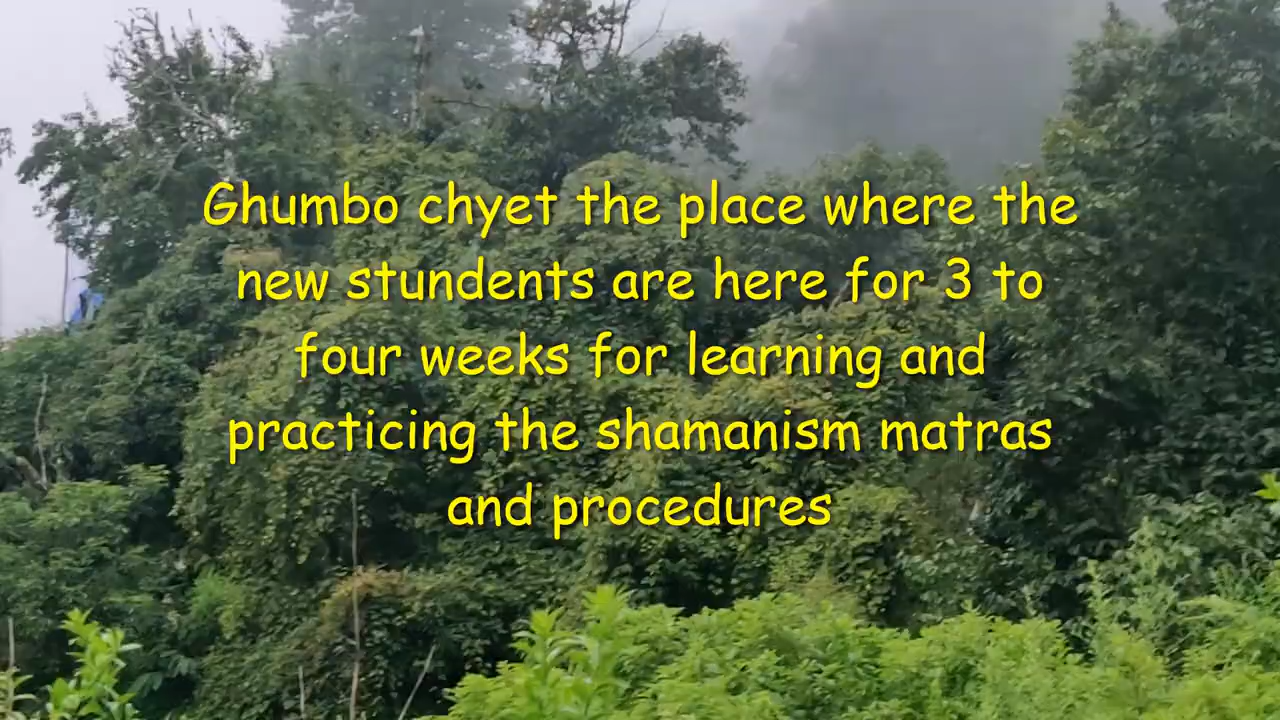 Ghumbo chyet the place where the
new stundents are here for 3 to
four weeks for learning and
practicing the shamanism matras
and procedures